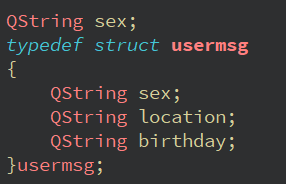 QString sex;
typedef struct usermsg
{
    QString sex;
    QString location;
    QString birthday;
}usermsg;